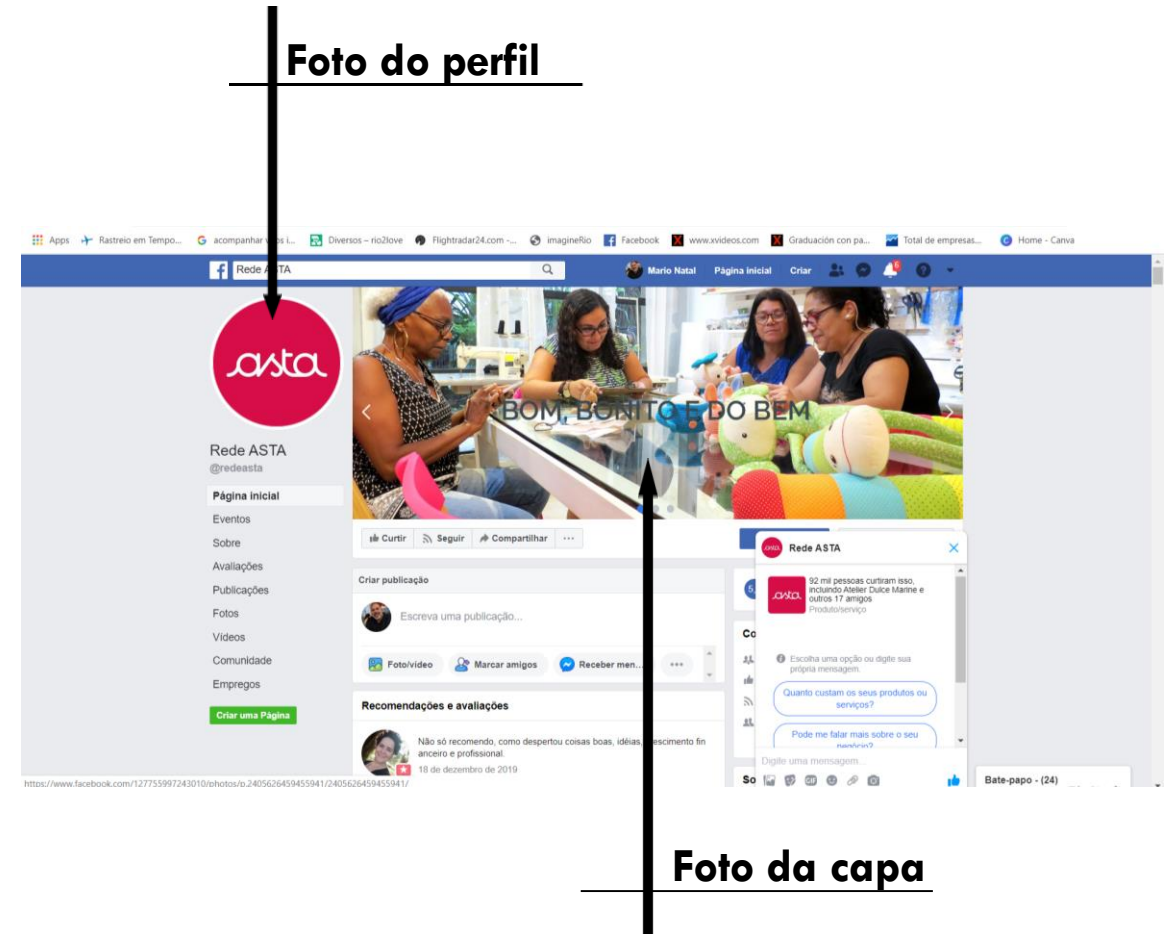 Foto do perfil
Apps Rastreio em Tempo... acompanhar v os i... Diversos – rio2love Flightradar24.com -... imagineRio Facebook www.xvideos.com Graduación con pa... Total de empresas... Home - Canva
Rede ASTA Mario Natal Página inicial Criar
asta
BOM, BONITO E DO BEM
Rede ASTA
@redeasta
Página inicial
Eventos
Sobre
Avaliações
Publicações
Fotos
Vídeos
Comunidade
Empregos
Criar uma Página
Curtir Seguir Compartilhar ...
Criar publicação
Escreva uma publicação...
Foto/vídeo Marcar amigos Receber men... ...
Recomendações e avaliações
Não só recomendo, como despertou coisas boas, idéias, crescimento fin
anceiro e profissional.
18 de dezembro de 2019
Co
So
asta Rede ASTA
asta
92 mil pessoas curtiram isso,
incluindo Atelier Dulce Marine e
outros 17 amigos
Produto/serviço
Escolha uma opção ou digite sua
própria mensagem.
Quanto custam os seus produtos ou
serviços?
Pode me falar mais sobre o seu
negócio?
Digite uma mensagem...
GIF
Bate-papo - (24)
https://www.facebook.com/127755997243010/photos/p.2405626459455941/2405626459455941/
Foto da capa